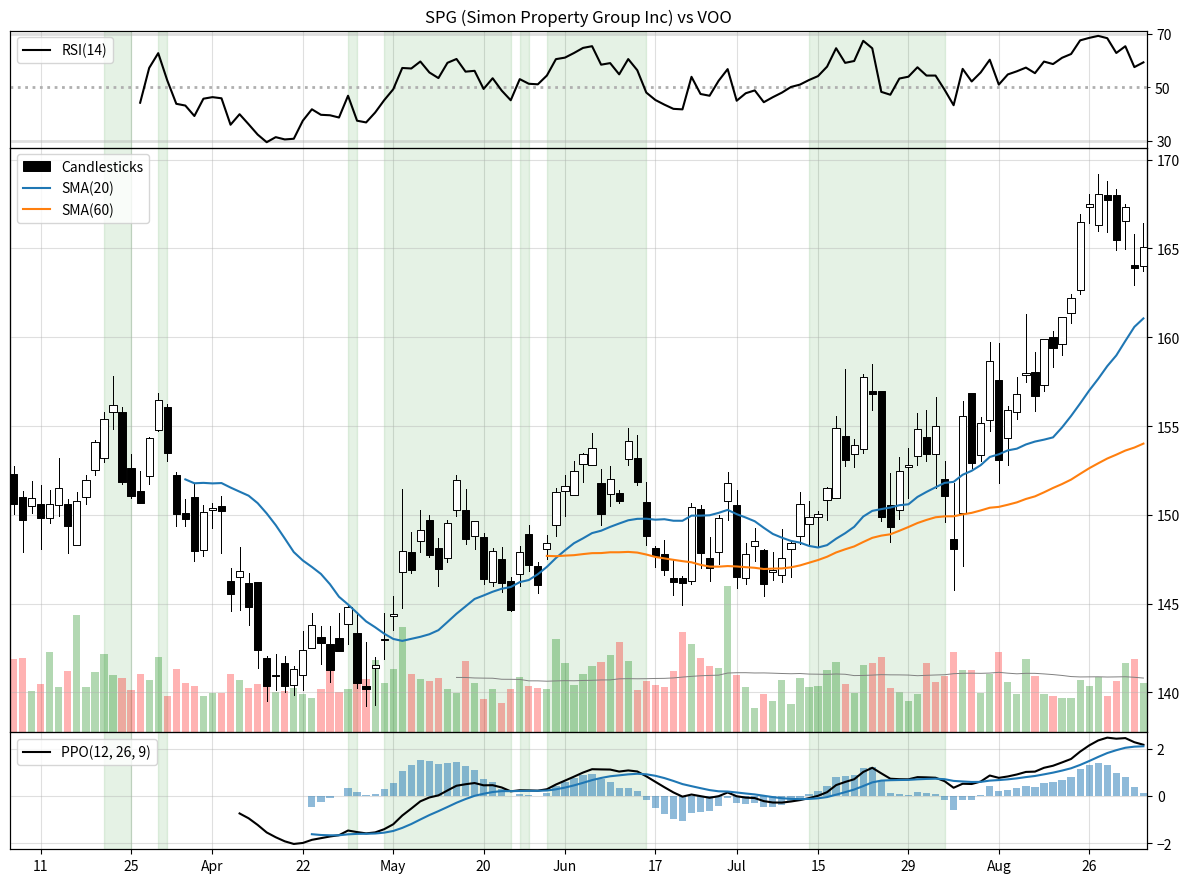 SPG (Simon Property Group Inc) vs VOO
RSI(14)
70
50
30
Candlesticks
SMA(20)
SMA(60)
170
165
160
155
150
145
140
PPO(12, 26, 9)
2
0
−2
11 25 Apr 22 May 20 Jun 17 Jul 15 29 Aug 26